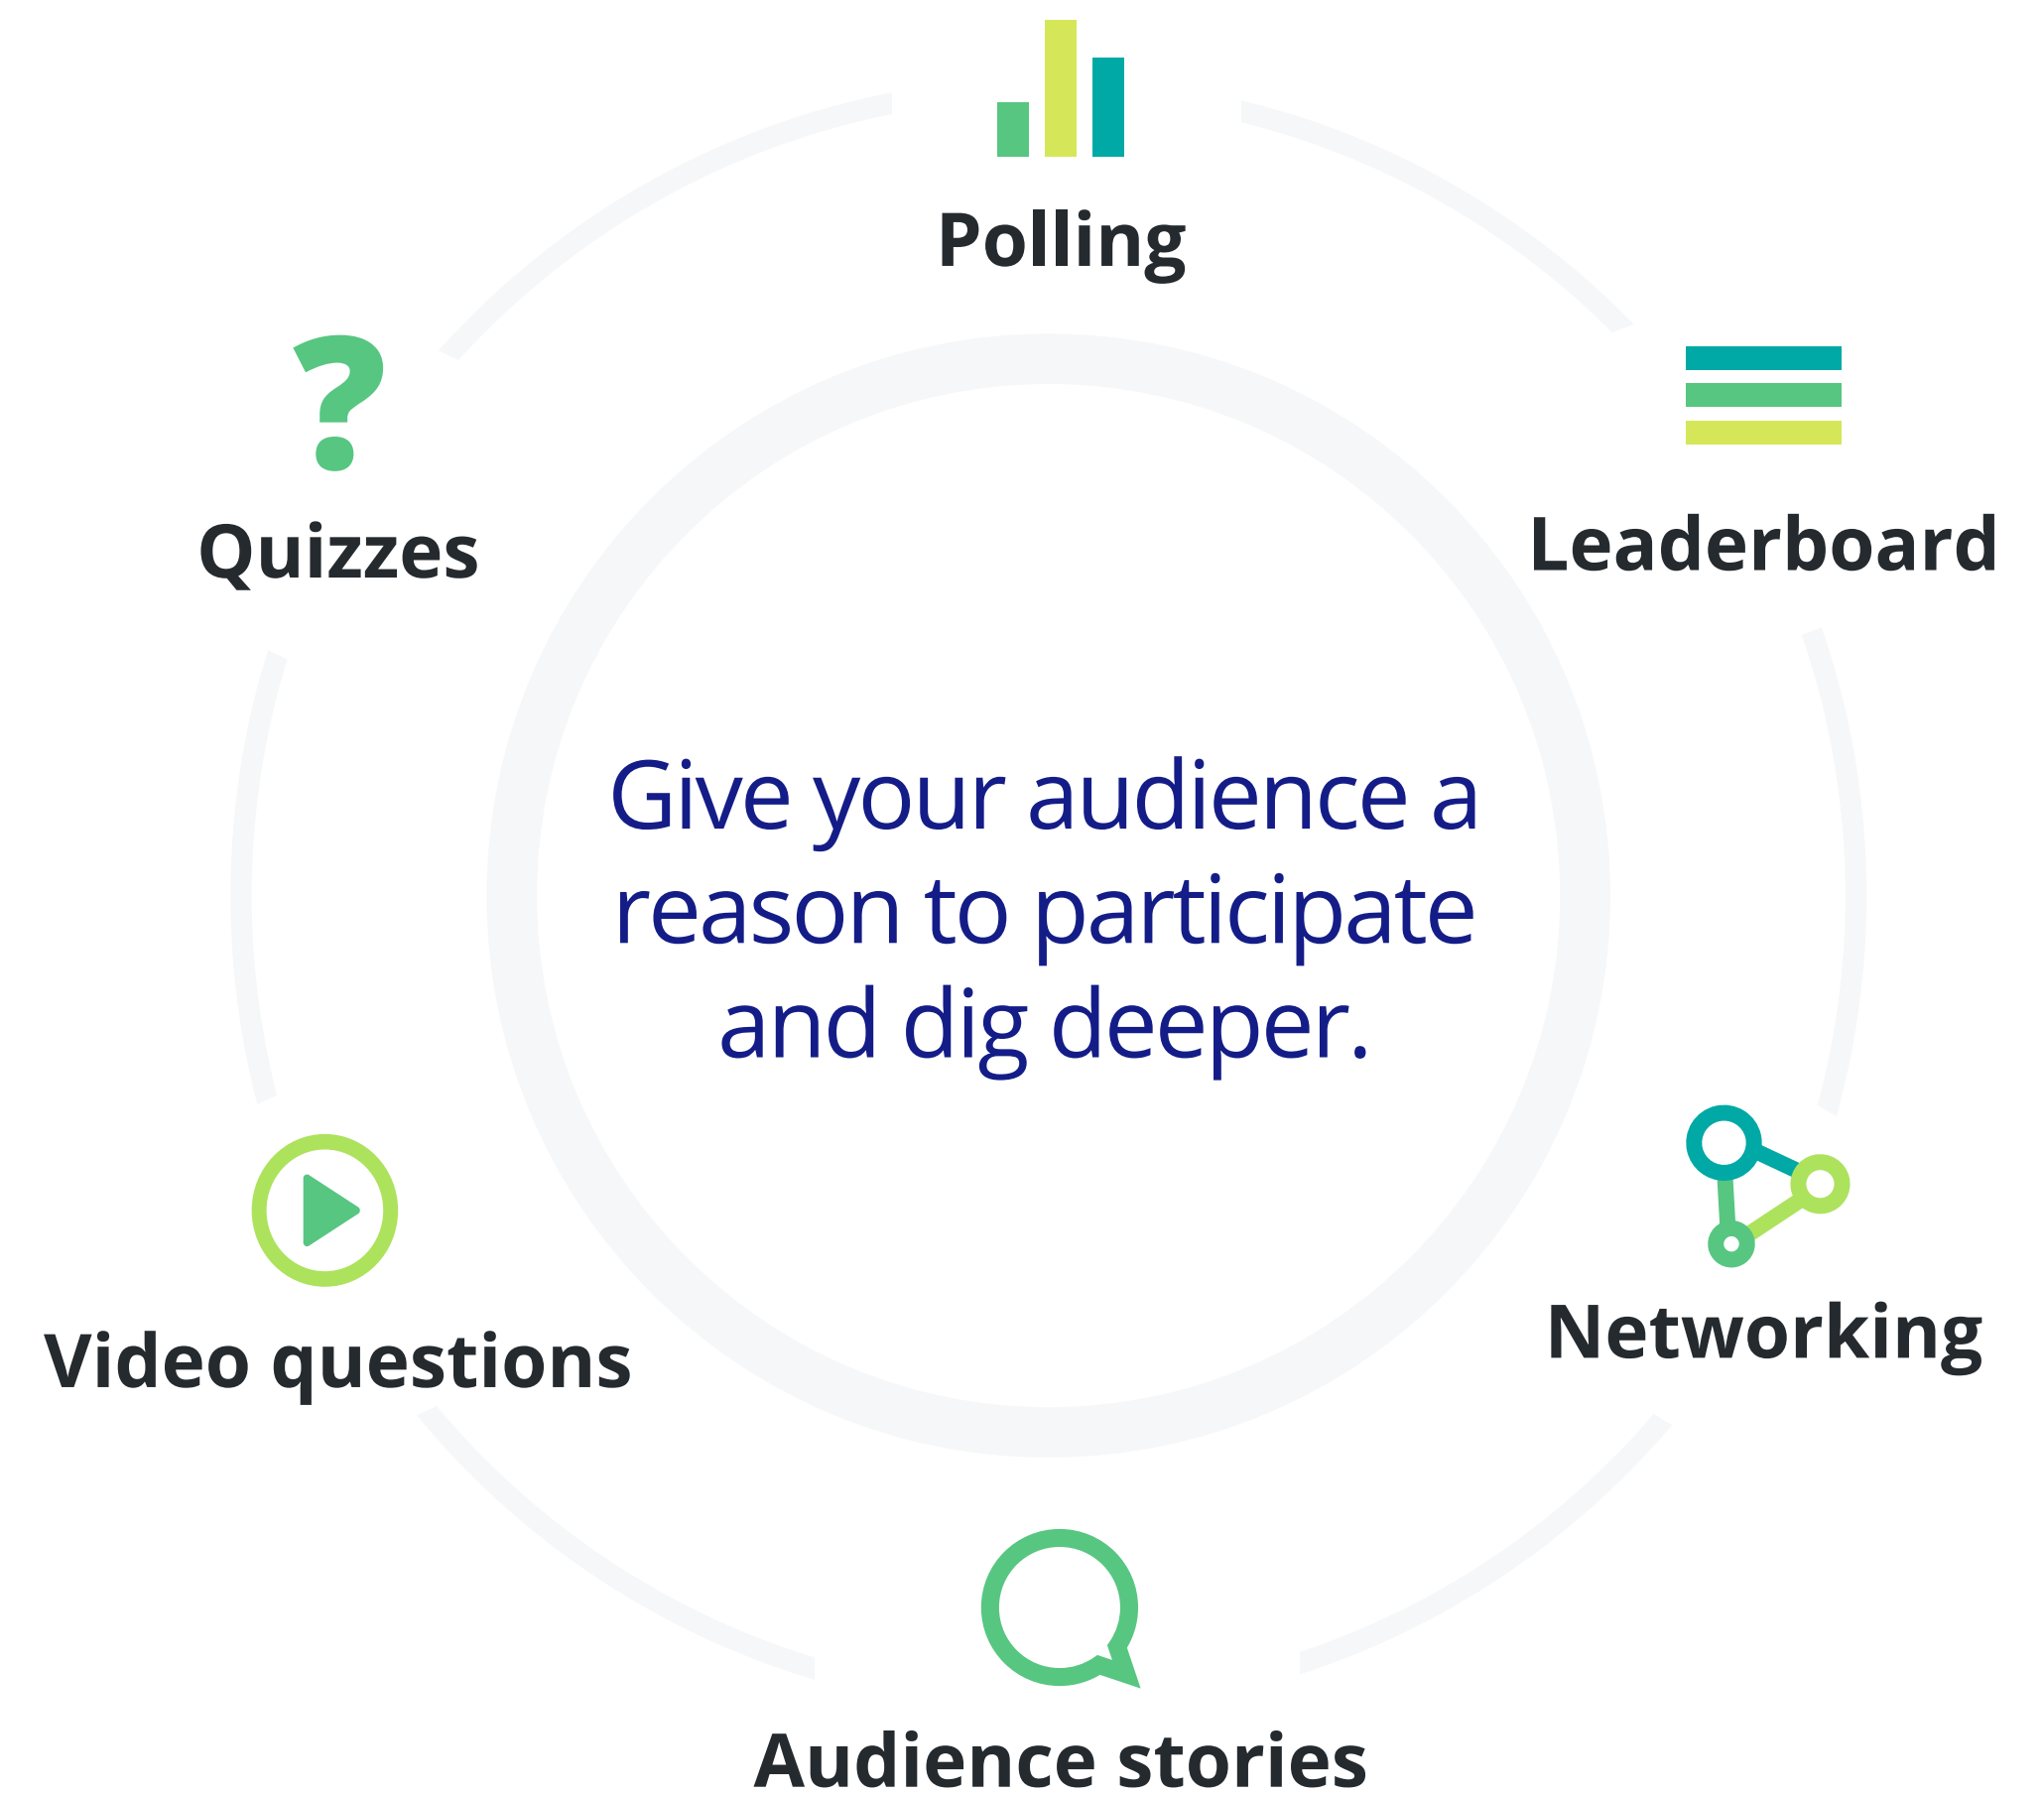 Polling
?
Quizzes
Leaderboard
Give your audience a
reason to participate
and dig deeper.
Video questions
Networking
Audience stories